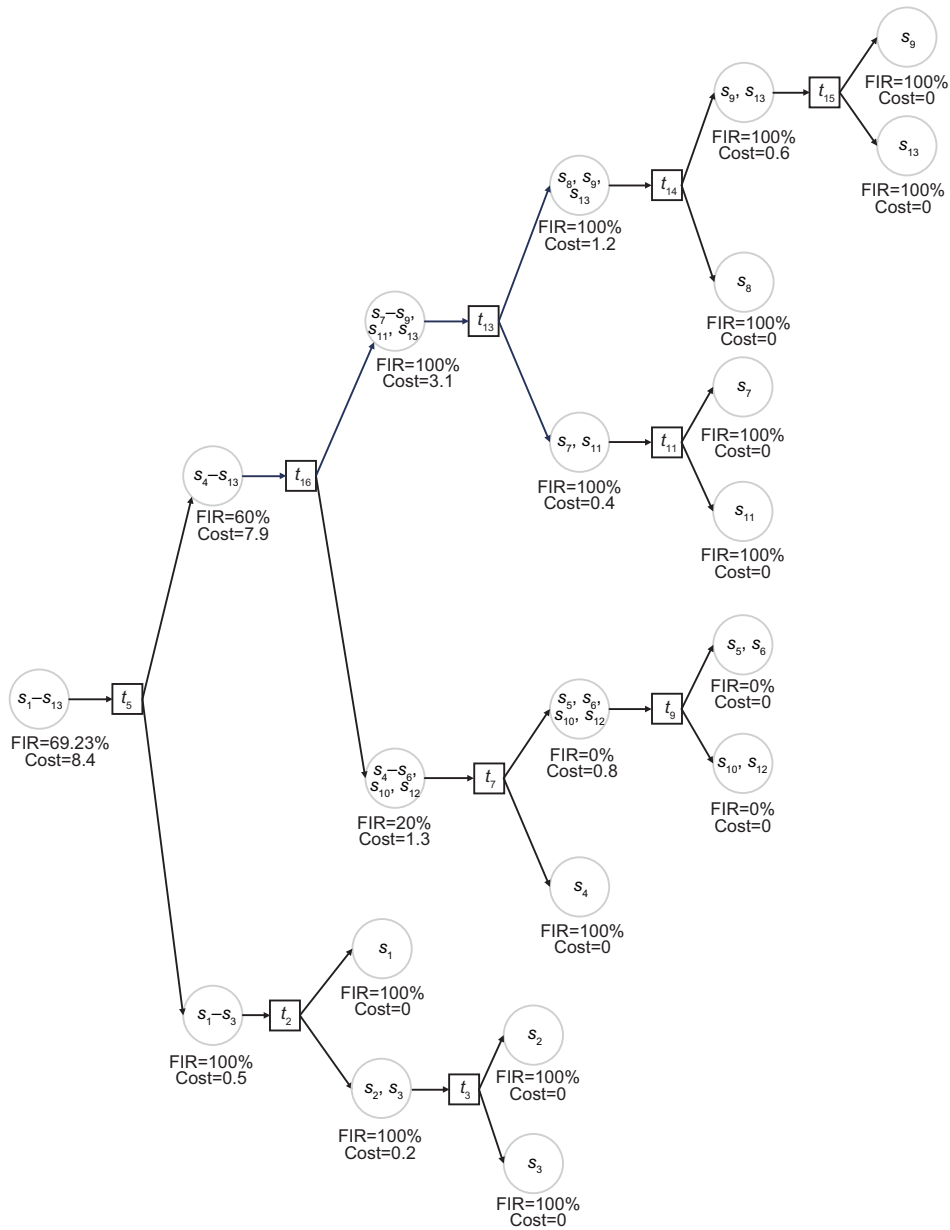 s₉
FIR=100%
Cost=0
s₉, s₁₃
FIR=100%
Cost=0.6
t₁₅
s₁₃
FIR=100%
Cost=0
s₈, s₉,
s₁₃
FIR=100%
Cost=1.2
t₁₄
s₈
FIR=100%
Cost=0
s₇–s₉,
s₁₁, s₁₃
FIR=100%
Cost=3.1
t₁₃
s₇
FIR=100%
Cost=0
s₇, s₁₁
FIR=100%
Cost=0.4
t₁₁
s₁₁
FIR=100%
Cost=0
s₄–s₁₃
FIR=60%
Cost=7.9
t₁₆
s₁–s₁₃
FIR=69.23%
Cost=8.4
t₅
s₅, s₆
FIR=0%
Cost=0
s₅, s₆,
s₁₀, s₁₂
FIR=0%
Cost=0.8
t₉
s₁₀, s₁₂
FIR=0%
Cost=0
s₄–s₆,
s₁₀, s₁₂
FIR=20%
Cost=1.3
t₇
s₄
FIR=100%
Cost=0
s₁
FIR=100%
Cost=0
s₁–s₃
FIR=100%
Cost=0.5
t₂
s₂
FIR=100%
Cost=0
s₂, s₃
FIR=100%
Cost=0.2
t₃
s₃
FIR=100%
Cost=0